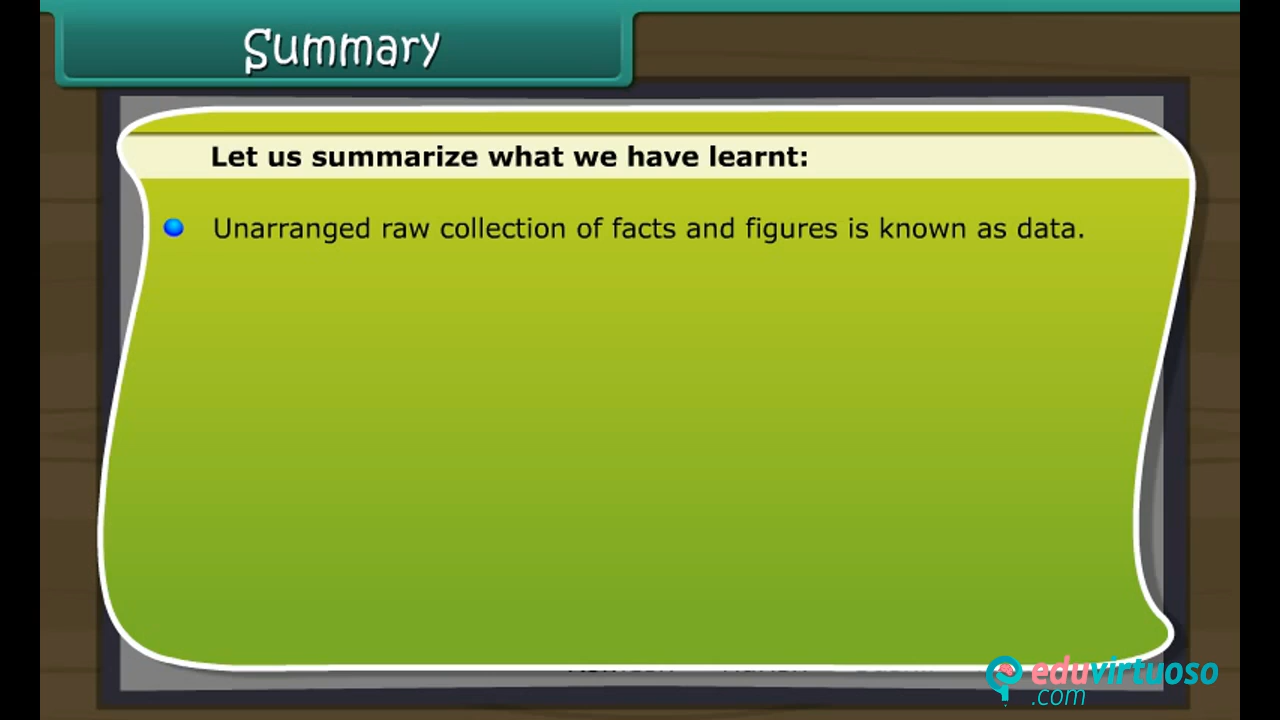 Summary
Let us summarize what we have learnt:
Unarranged raw collection of facts and figures is known as data.
eduvirtuoso
.com